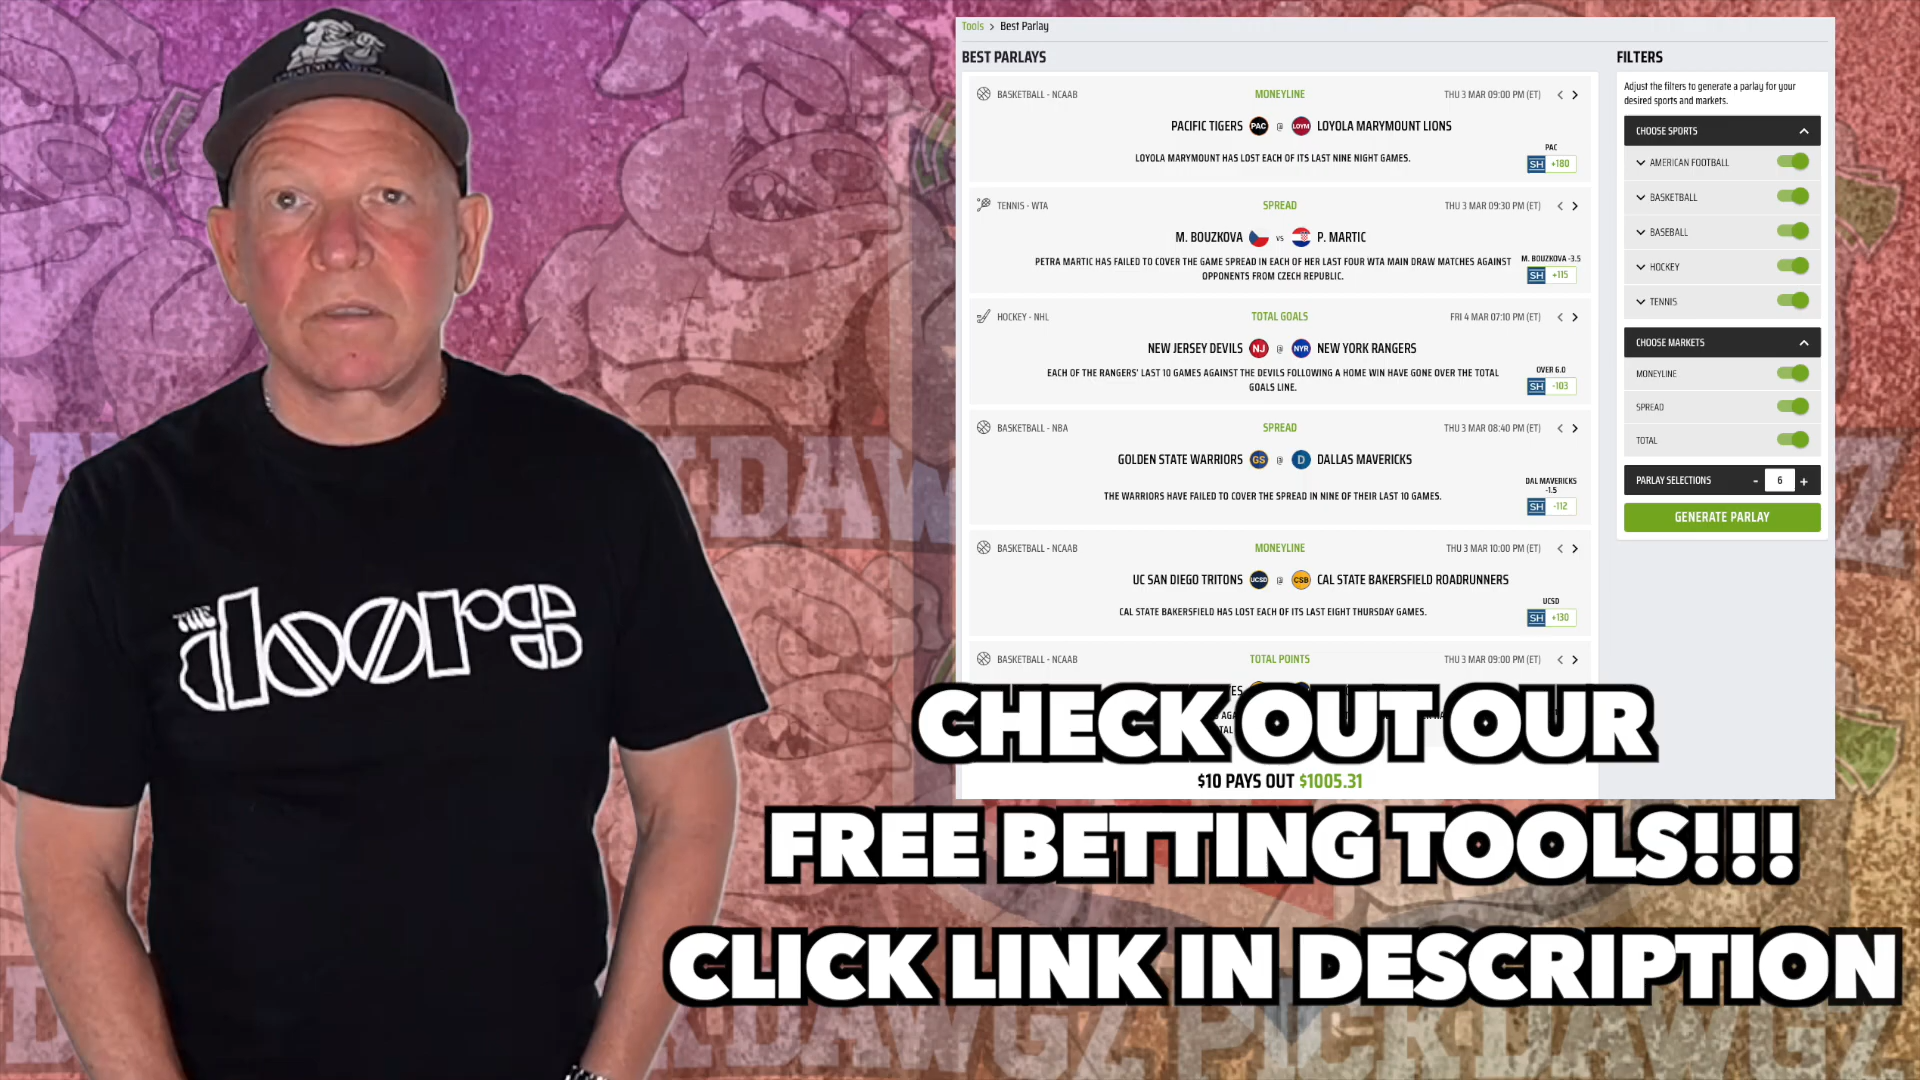 Tools > Best Parlay
BEST PARLAYS
BASKETBALL - NCAAB MONEYLINE THU 3 MAR 09:00 PM (ET)
PACIFIC TIGERS PAC @ LOYM LOYOLA MARYMOUNT LIONS
LOYOLA MARYMOUNT HAS LOST EACH OF ITS LAST NINE NIGHT GAMES.
PAC
SH +180
TENNIS - WTA SPREAD THU 3 MAR 09:30 PM (ET)
M. BOUZKOVA VS P. MARTIC
PETRA MARTIC HAS FAILED TO COVER THE GAME SPREAD IN EACH OF HER LAST FOUR WTA MAIN DRAW MATCHES AGAINST
OPPONENTS FROM CZECH REPUBLIC.
M. BOUZKOVA -3.5
SH +115
HOCKEY - NHL TOTAL GOALS FRI 4 MAR 07:10 PM (ET)
NEW JERSEY DEVILS NJ @ NYR NEW YORK RANGERS
EACH OF THE RANGERS' LAST 10 GAMES AGAINST THE DEVILS FOLLOWING A HOME WIN HAVE GONE OVER THE TOTAL
GOALS LINE.
OVER 6.0
SH -103
BASKETBALL - NBA SPREAD THU 3 MAR 08:40 PM (ET)
GOLDEN STATE WARRIORS GS @ D DALLAS MAVERICKS
THE WARRIORS HAVE FAILED TO COVER THE SPREAD IN NINE OF THEIR LAST 10 GAMES.
DAL MAVERICKS
-1.5
SH -112
BASKETBALL - NCAAB MONEYLINE THU 3 MAR 10:00 PM (ET)
UC SAN DIEGO TRITONS UCSD @ CSB CAL STATE BAKERSFIELD ROADRUNNERS
CAL STATE BAKERSFIELD HAS LOST EACH OF ITS LAST EIGHT THURSDAY GAMES.
UCSD
SH +130
BASKETBALL - NCAAB TOTAL POINTS THU 3 MAR 09:00 PM (ET)
$10 PAYS OUT $1005.31
FILTERS
Adjust the filters to generate a parlay for your
desired sports and markets.
CHOOSE SPORTS
AMERICAN FOOTBALL
BASKETBALL
BASEBALL
HOCKEY
TENNIS
CHOOSE MARKETS
MONEYLINE
SPREAD
TOTAL
PARLAY SELECTIONS - 6 +
GENERATE PARLAY
THE
doors
CHECK OUT OUR
FREE BETTING TOOLS!!!
CLICK LINK IN DESCRIPTION
KDAWGZ PICKDAWGZ